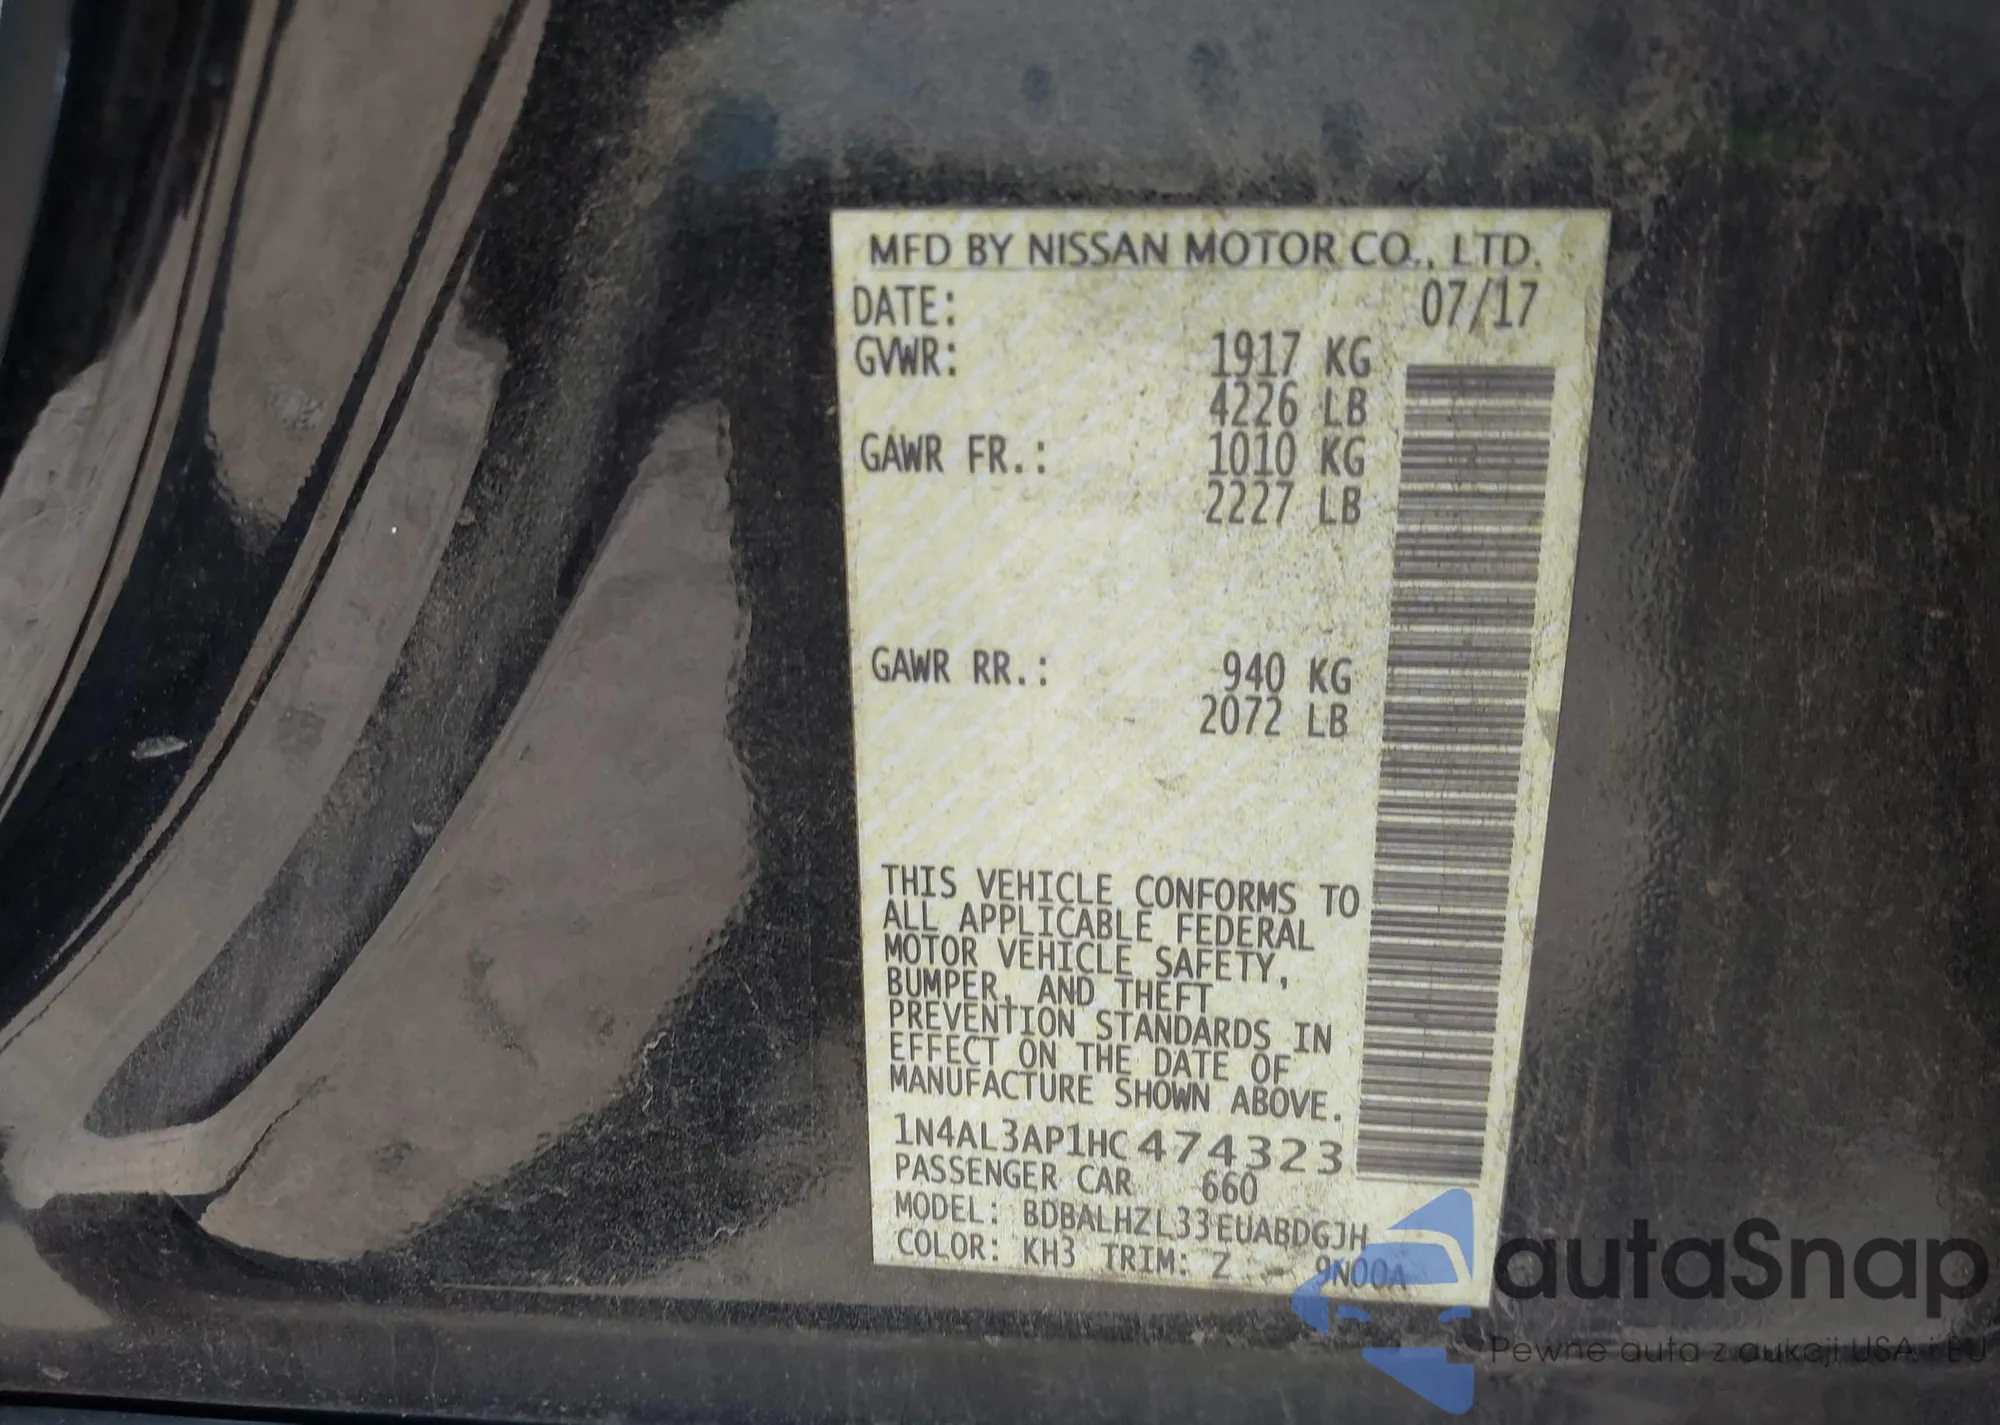 MFD BY NISSAN MOTOR CO., LTD.
DATE: 07/17
GVWR: 1917 KG
4226 LB
GAWR FR.: 1010 KG
2227 LB
GAWR RR.: 940 KG
2072 LB
THIS VEHICLE CONFORMS TO
ALL APPLICABLE FEDERAL
MOTOR VEHICLE SAFETY,
BUMPER, AND THEFT
PREVENTION STANDARDS IN
EFFECT ON THE DATE OF
MANUFACTURE SHOWN ABOVE.
1N4AL3AP1HC474323
PASSENGER CAR 660
MODEL: BDBALHZL33EUABDGJH
COLOR: KH3 TRIM: Z - 9N00A
autaSnap
Pewne auta z aukcji USA i EU